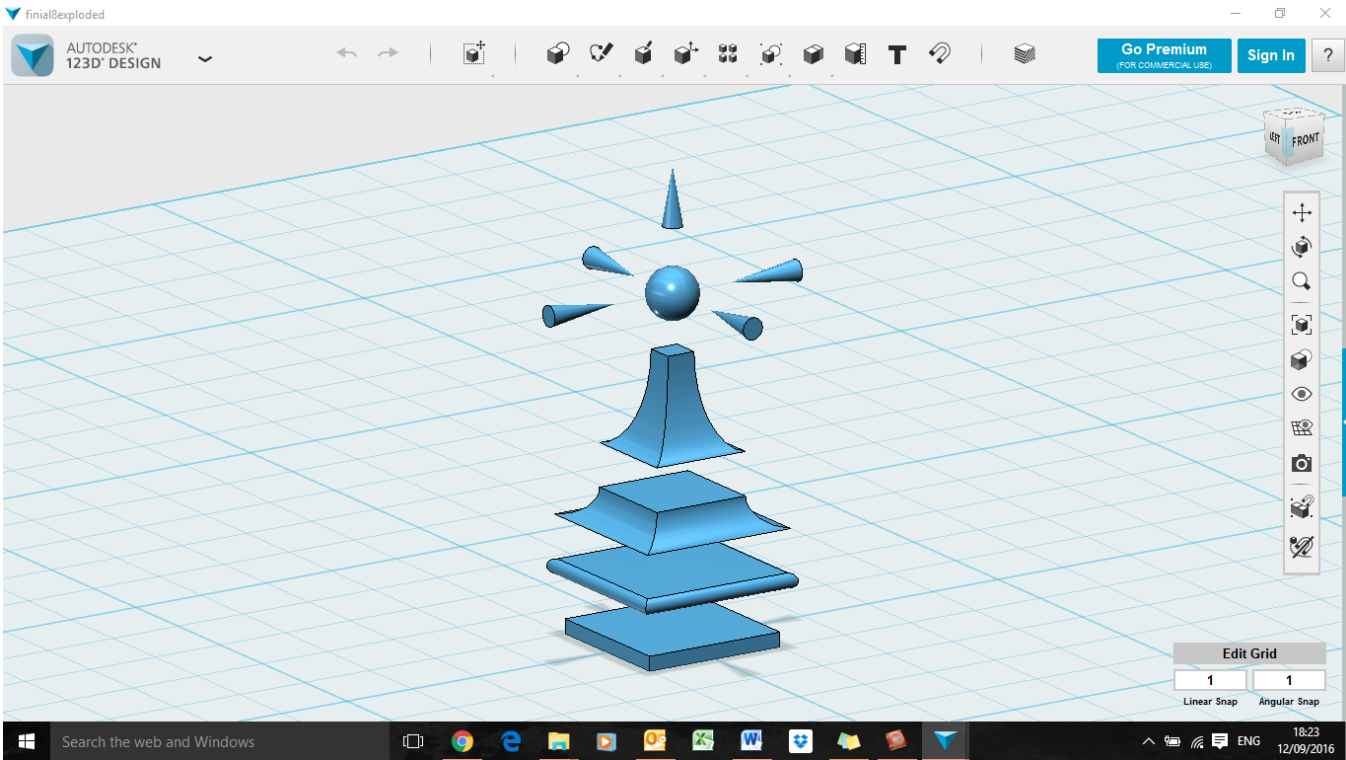 finial8exploded
AUTODESK®
123D® DESIGN
Go Premium
(FOR COMMERCIAL USE)
Sign In
?
LEFT
FRONT
Edit Grid
1
1
Linear Snap
Angular Snap
Search the web and Windows
ENG
18:23
12/09/2016